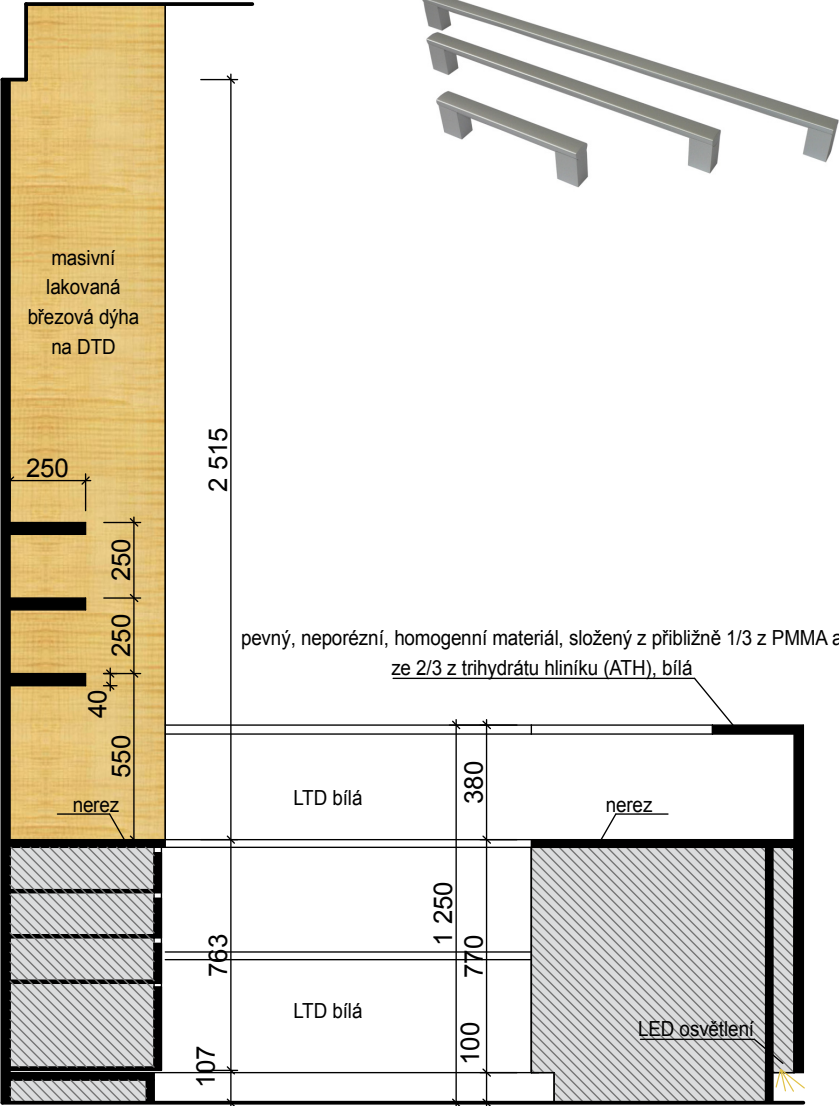 masivní
lakovaná
březová dýha
na DTD
250
2 515
250
250
40
550
pevný, neporézní, homogenní materiál, složený z přibližně 1/3 z PMMA a
ze 2/3 z trihydrátu hliníku (ATH), bílá
nerez
LTD bílá
380
nerez
1 250
763
770
LTD bílá
107
100
LED osvětlení